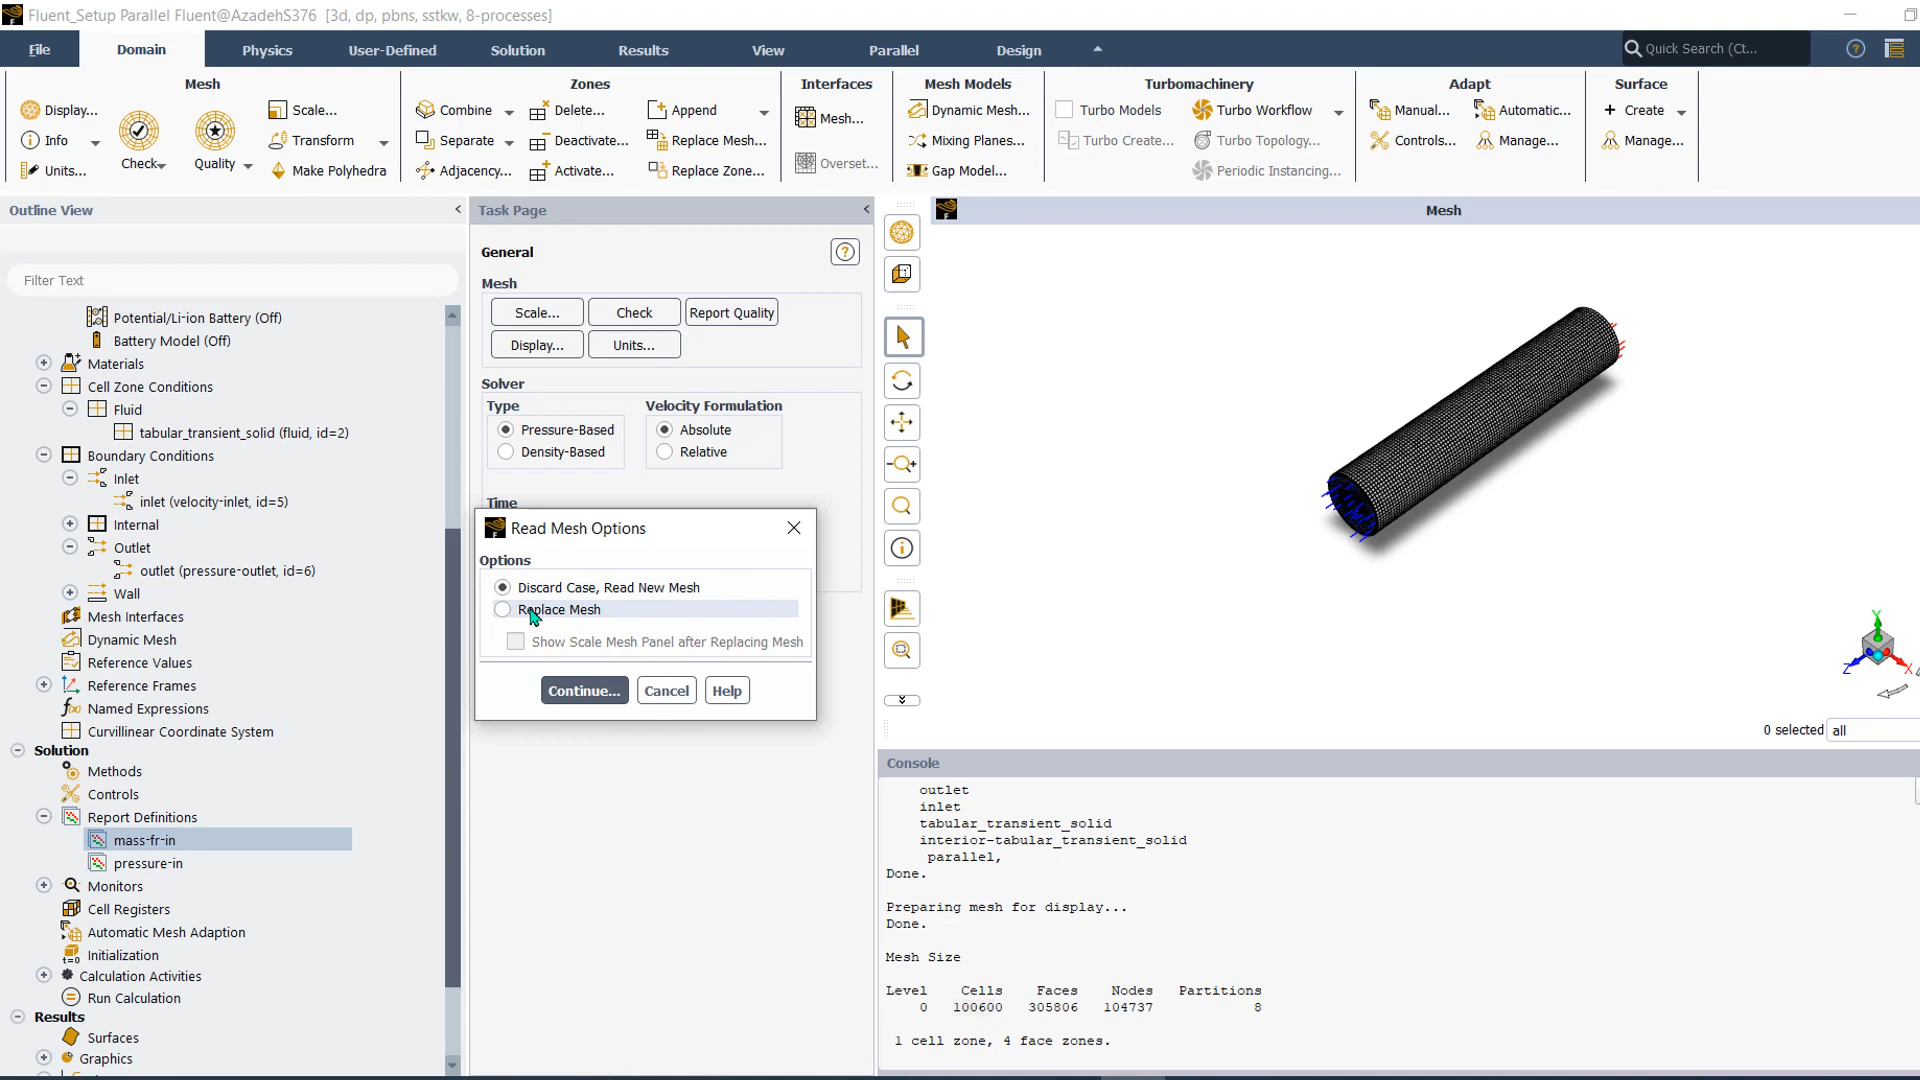 Fluent_Setup Parallel Fluent@AzadehS376 [3d, dp, pbns, sstkw, 8-processes]
File Domain Physics User-Defined Solution Results View Parallel Design
Quick Search (Ct...
Mesh
Display...
Info
Units...
Check
Quality
Scale...
Transform
Make Polyhedra
Zones
Combine
Separate
Adjacency...
Delete...
Deactivate...
Activate...
Append
Replace Mesh...
Replace Zone...
Interfaces
Mesh...
Overset...
Mesh Models
Dynamic Mesh...
Mixing Planes...
Gap Model...
Turbomachinery
Turbo Models
Turbo Create...
Turbo Workflow
Turbo Topology...
Periodic Instancing...
Adapt
Manual...
Controls...
Automatic...
Manage...
Surface
+ Create
Manage...
Outline View
Filter Text
Potential/Li-ion Battery (Off)
Battery Model (Off)
Materials
Cell Zone Conditions
Fluid
tabular_transient_solid (fluid, id=2)
Boundary Conditions
Inlet
inlet (velocity-inlet, id=5)
Internal
Outlet
outlet (pressure-outlet, id=6)
Wall
Mesh Interfaces
Dynamic Mesh
Reference Values
Reference Frames
Named Expressions
Curvillinear Coordinate System
Solution
Methods
Controls
Report Definitions
mass-fr-in
pressure-in
Monitors
Cell Registers
Automatic Mesh Adaption
Initialization
Calculation Activities
Run Calculation
Results
Surfaces
Graphics
Task Page
General
Mesh
Scale... Check Report Quality
Display... Units...
Solver
Type Velocity Formulation
Pressure-Based Absolute
Density-Based Relative
Time
Read Mesh Options
Options
Discard Case, Read New Mesh
Replace Mesh
Show Scale Mesh Panel after Replacing Mesh
Continue... Cancel Help
Mesh
Y
Z
X
0 selected all
Console
outlet
inlet
tabular_transient_solid
interior-tabular_transient_solid
parallel,
Done.
Preparing mesh for display...
Done.
Mesh Size
Level Cells Faces Nodes Partitions
0 100600 305806 104737 8
1 cell zone, 4 face zones.